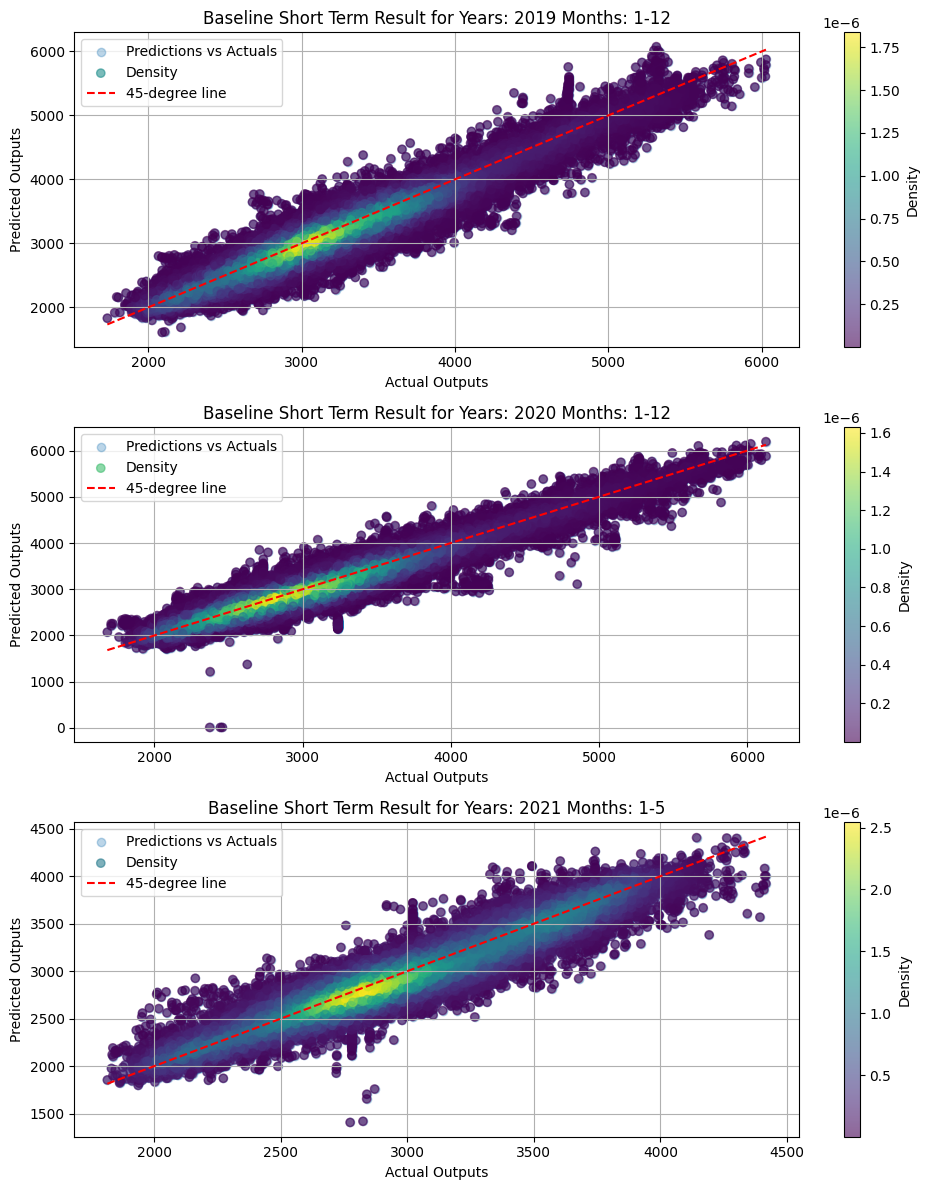 Baseline Short Term Result for Years: 2019 Months: 1-12
1e−6
Predictions vs Actuals
Density
45-degree line
6000
5000
4000
3000
2000
Predicted Outputs
2000 3000 4000 5000 6000
Actual Outputs
1.75
1.50
1.25
1.00
0.75
0.50
0.25
Density
Baseline Short Term Result for Years: 2020 Months: 1-12
1e−6
Predictions vs Actuals
Density
45-degree line
6000
5000
4000
3000
2000
1000
0
Predicted Outputs
2000 3000 4000 5000 6000
Actual Outputs
1.6
1.4
1.2
1.0
0.8
0.6
0.4
0.2
Density
Baseline Short Term Result for Years: 2021 Months: 1-5
1e−6
Predictions vs Actuals
Density
45-degree line
4500
4000
3500
3000
2500
2000
1500
Predicted Outputs
2000 2500 3000 3500 4000 4500
Actual Outputs
2.5
2.0
1.5
1.0
0.5
Density